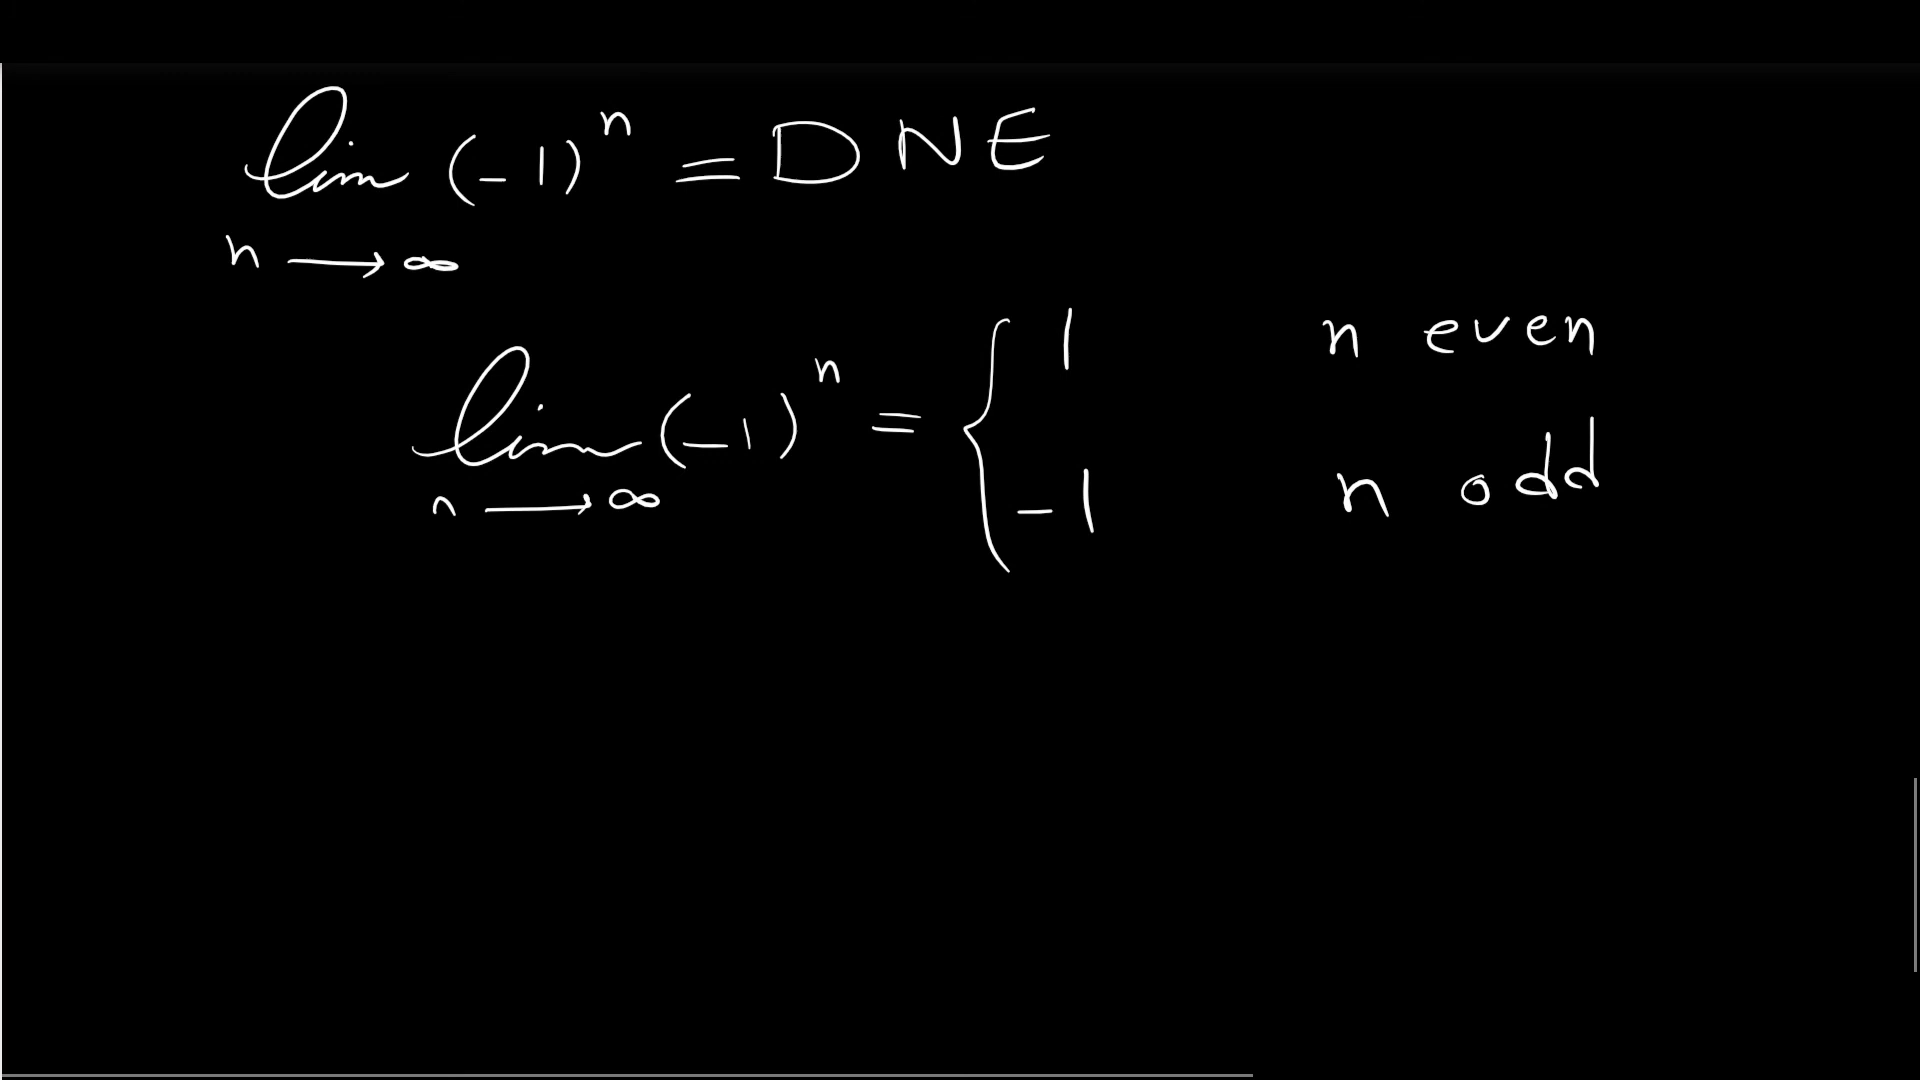 lim (-1)^n = DNE
n → ∞
lim (-1)^n = { 1 n even
n → ∞
-1 n odd